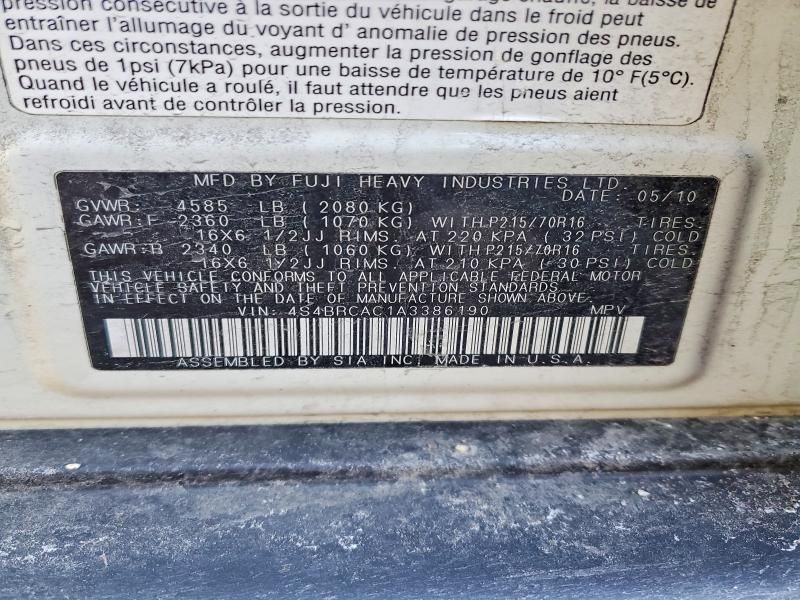 pression consécutive à la sortie du véhicule dans le froid peut
entraîner l'allumage du voyant d' anomalie de pression des pneus.
Dans ces circonstances, augmenter la pression de gonflage des
pneus de 1psi (7kPa) pour une baisse de température de 10° F(5°C).
Quand le véhicule a roulé, il faut attendre que les pneus aient
refroidi avant de contrôler la pression.
MFD BY FUJI HEAVY INDUSTRIES LTD.
DATE: 05/10
GVWR: 4585 LB ( 2080 KG)
GAWR:F 2360 LB ( 1070 KG) WITH P215/70R16 TIRES.
16X6 1/2JJ RIMS. AT 220 KPA ( 32 PSI) COLD
GAWR:B 2340 LB ( 1060 KG) WITH P215/70R16 TIRES.
16X6 1/2JJ RIMS. AT 210 KPA ( 30 PSI) COLD
THIS VEHICLE CONFORMS TO ALL APPLICABLE FEDERAL MOTOR
VEHICLE SAFETY AND THEFT PREVENTION STANDARDS
IN EFFECT ON THE DATE OF MANUFACTURE SHOWN ABOVE.
VIN: 4S4BRCAC1A3386190 MPV
ASSEMBLED BY SIA INC. MADE IN U.S.A.